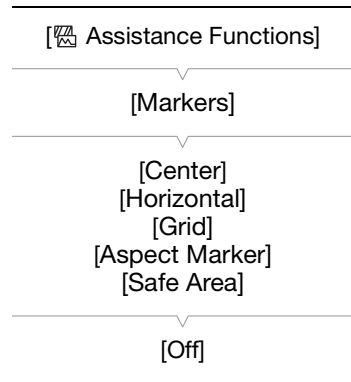 [ Assistance Functions]
[Markers]
[Center]
[Horizontal]
[Grid]
[Aspect Marker]
[Safe Area]
[Off]